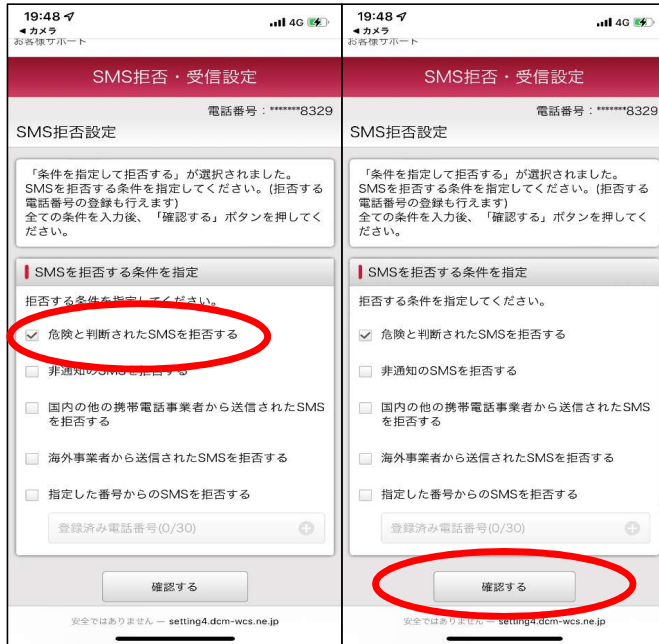 19:48
4G
◀ カメラ
お客様サポート
SMS拒否・受信設定
電話番号：*******8329
SMS拒否設定
「条件を指定して拒否する」が選択されました。
SMSを拒否する条件を指定してください。(拒否する
電話番号の登録も行えます)
全ての条件を入力後、「確認する」ボタンを押してく
ださい。
SMSを拒否する条件を指定
拒否する条件を指定してください。
危険と判断されたSMSを拒否する
非通知のSMSを拒否する
国内の他の携帯電話事業者から送信されたSMS
を拒否する
海外事業者から送信されたSMSを拒否する
指定した番号からのSMSを拒否する
登録済み電話番号(0/30)
確認する
安全ではありません — setting4.dcm-wcs.ne.jp
19:48
4G
◀ カメラ
お客様サポート
SMS拒否・受信設定
電話番号：*******8329
SMS拒否設定
「条件を指定して拒否する」が選択されました。
SMSを拒否する条件を指定してください。(拒否する
電話番号の登録も行えます)
全ての条件を入力後、「確認する」ボタンを押してく
ださい。
SMSを拒否する条件を指定
拒否する条件を指定してください。
危険と判断されたSMSを拒否する
非通知のSMSを拒否する
国内の他の携帯電話事業者から送信されたSMS
を拒否する
海外事業者から送信されたSMSを拒否する
指定した番号からのSMSを拒否する
登録済み電話番号(0/30)
確認する
安全ではありません — setting4.dcm-wcs.ne.jp